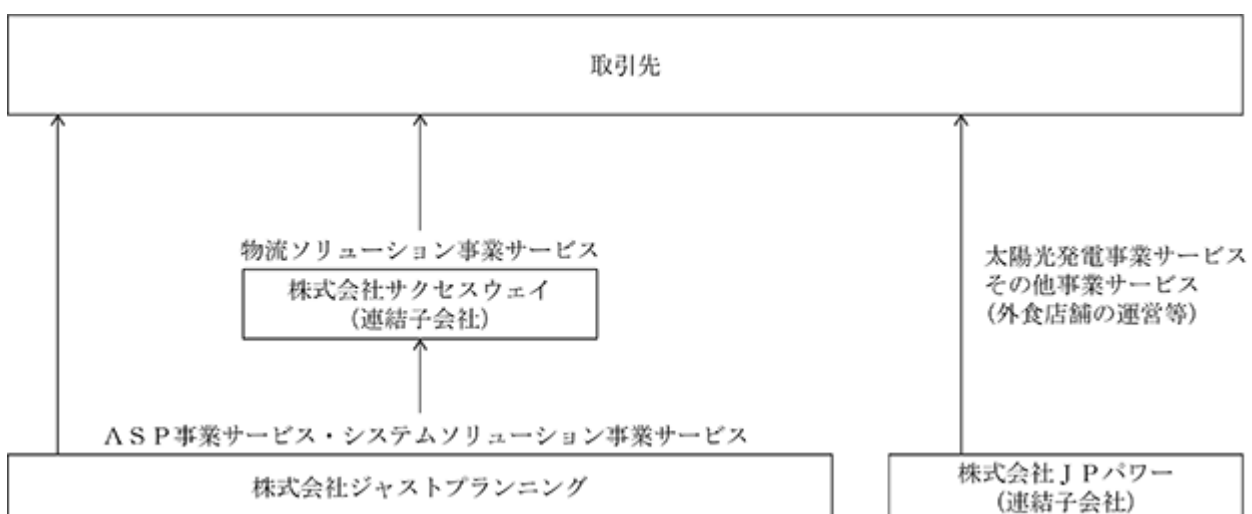 取引先
物流ソリューション事業サービス
株式会社サクセスウェイ
(連結子会社)
太陽光発電事業サービス
その他事業サービス
(外食店舗の運営等)
ASP事業サービス・システムソリューション事業サービス
株式会社ジャストプランニング
株式会社JPパワー
(連結子会社)